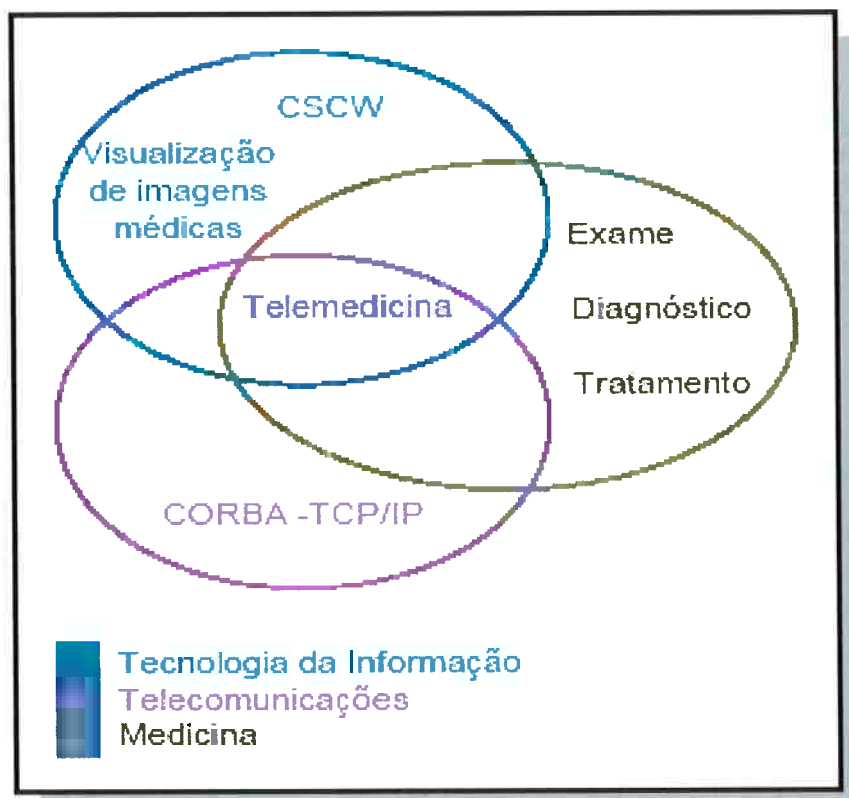 CSCW
Visualização
de imagens
médicas
Exame
Telemedicina
Diagnóstico
Tratamento
CORBA -TCP/IP
Tecnologia da Informação
Telecomunicações
Medicina